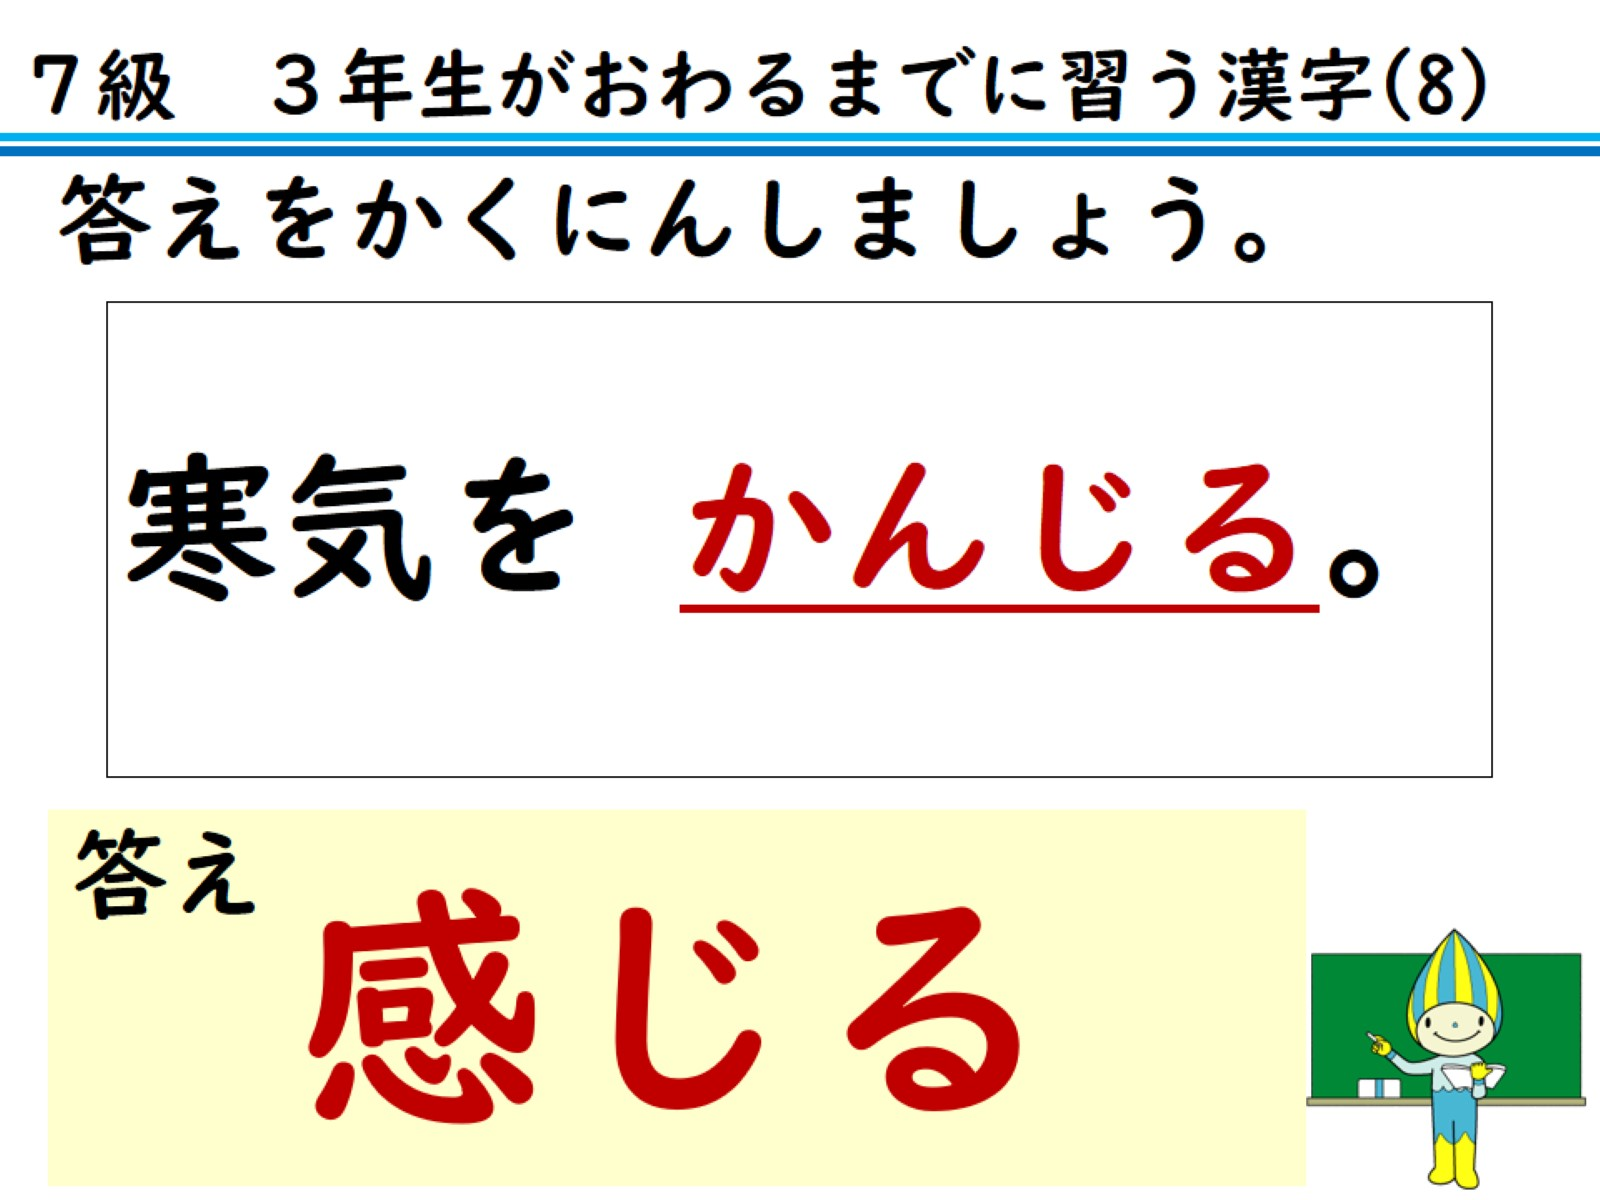 ７級　３年生がおわるまでに習う漢字(8)
答えをかくにんしましょう。
寒気を　かんじる。
答え
感じる